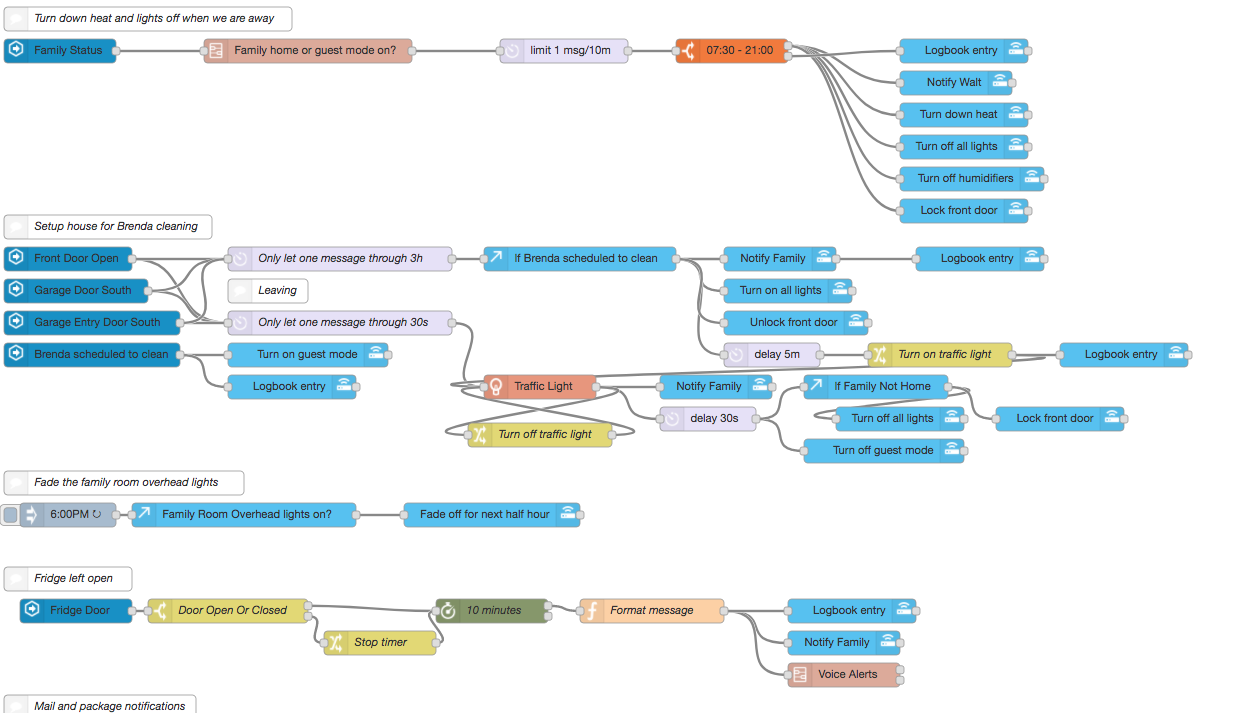 Turn down heat and lights off when we are away
Family Status
Family home or guest mode on?
limit 1 msg/10m
07:30 - 21:00
Logbook entry
Notify Walt
Turn down heat
Turn off all lights
Turn off humidifiers
Lock front door
Setup house for Brenda cleaning
Front Door Open
Only let one message through 3h
If Brenda scheduled to clean
Notify Family
Logbook entry
Garage Door South
Leaving
Turn on all lights
Garage Entry Door South
Only let one message through 30s
Unlock front door
Brenda scheduled to clean
Turn on guest mode
delay 5m
Turn on traffic light
Logbook entry
Logbook entry
Traffic Light
Notify Family
If Family Not Home
delay 30s
Turn off all lights
Lock front door
Turn off traffic light
Turn off guest mode
Fade the family room overhead lights
6:00PM ↻
Family Room Overhead lights on?
Fade off for next half hour
Fridge left open
Fridge Door
Door Open Or Closed
10 minutes
Format message
Logbook entry
Stop timer
Notify Family
Voice Alerts
Mail and package notifications